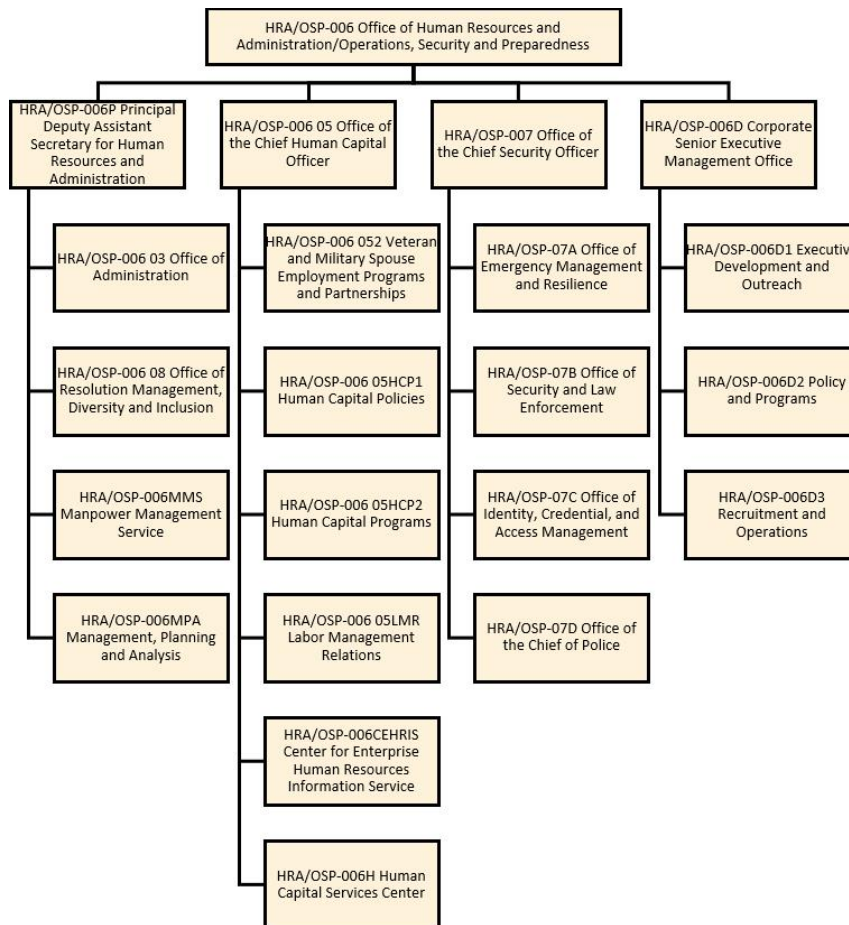 HRA/OSP-006 Office of Human Resources and
Administration/Operations, Security and Preparedness
HRA/OSP-006P Principal
Deputy Assistant
Secretary for Human
Resources and
Administration
HRA/OSP-006 03 Office of
Administration
HRA/OSP-006 08 Office of
Resolution Management,
Diversity and Inclusion
HRA/OSP-006MMS
Manpower Management
Service
HRA/OSP-006MPA
Management, Planning
and Analysis
HRA/OSP-006 05 Office of
the Chief Human Capital
Officer
HRA/OSP-006 052 Veteran
and Military Spouse
Employment Programs
and Partnerships
HRA/OSP-006 05HCP1
Human Capital Policies
HRA/OSP-006 05HCP2
Human Capital Programs
HRA/OSP-006 05LMR
Labor Management
Relations
HRA/OSP-006CEHRIS
Center for Enterprise
Human Resources
Information Service
HRA/OSP-006H Human
Capital Services Center
HRA/OSP-007 Office of
the Chief Security Officer
HRA/OSP-07A Office of
Emergency Management
and Resilience
HRA/OSP-07B Office of
Security and Law
Enforcement
HRA/OSP-07C Office of
Identity, Credential, and
Access Management
HRA/OSP-07D Office of
the Chief of Police
HRA/OSP-006D Corporate
Senior Executive
Management Office
HRA/OSP-006D1 Executiv
Development and
Outreach
HRA/OSP-006D2 Policy
and Programs
HRA/OSP-006D3
Recruitment and
Operations